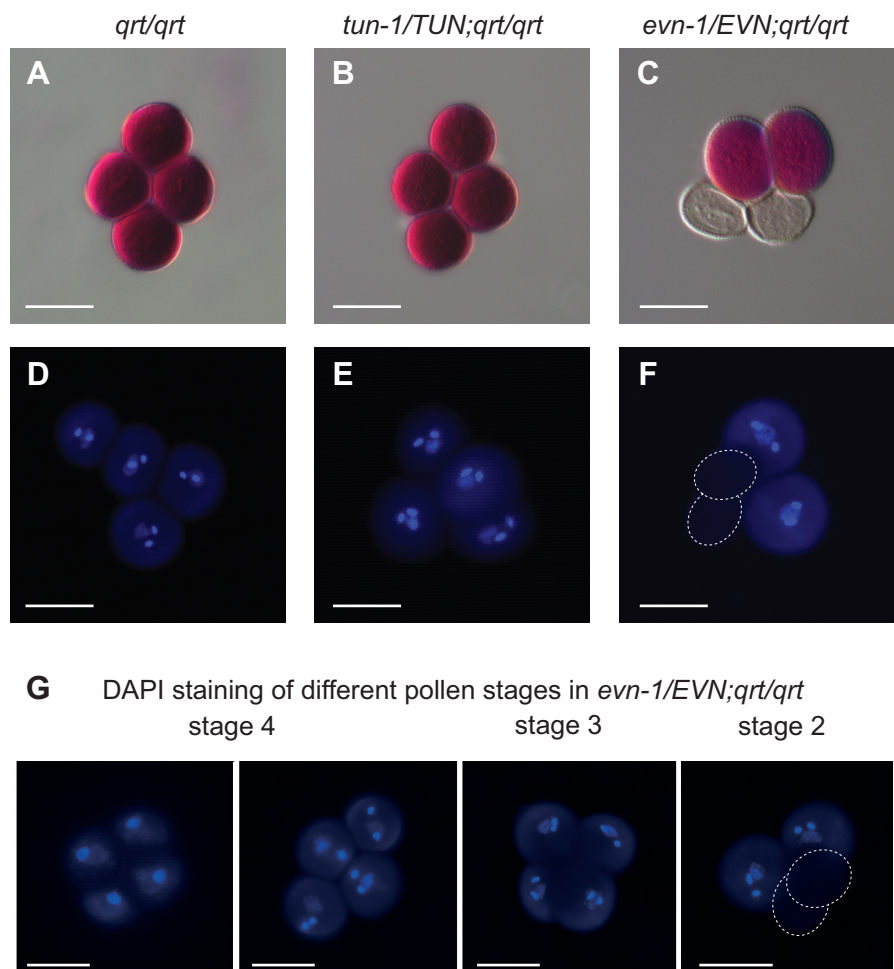 qrt/qrt tun-1/TUN;qrt/qrt evn-1/EVN;qrt/qrt
A B C
D E F
G DAPI staining of different pollen stages in evn-1/EVN;qrt/qrt
stage 4 stage 3 stage 2